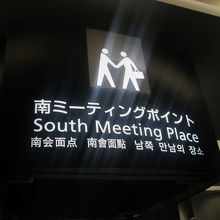 南ミーティングポイント
South Meeting Place
南会面点 南會面點 남쪽 만남의 장소